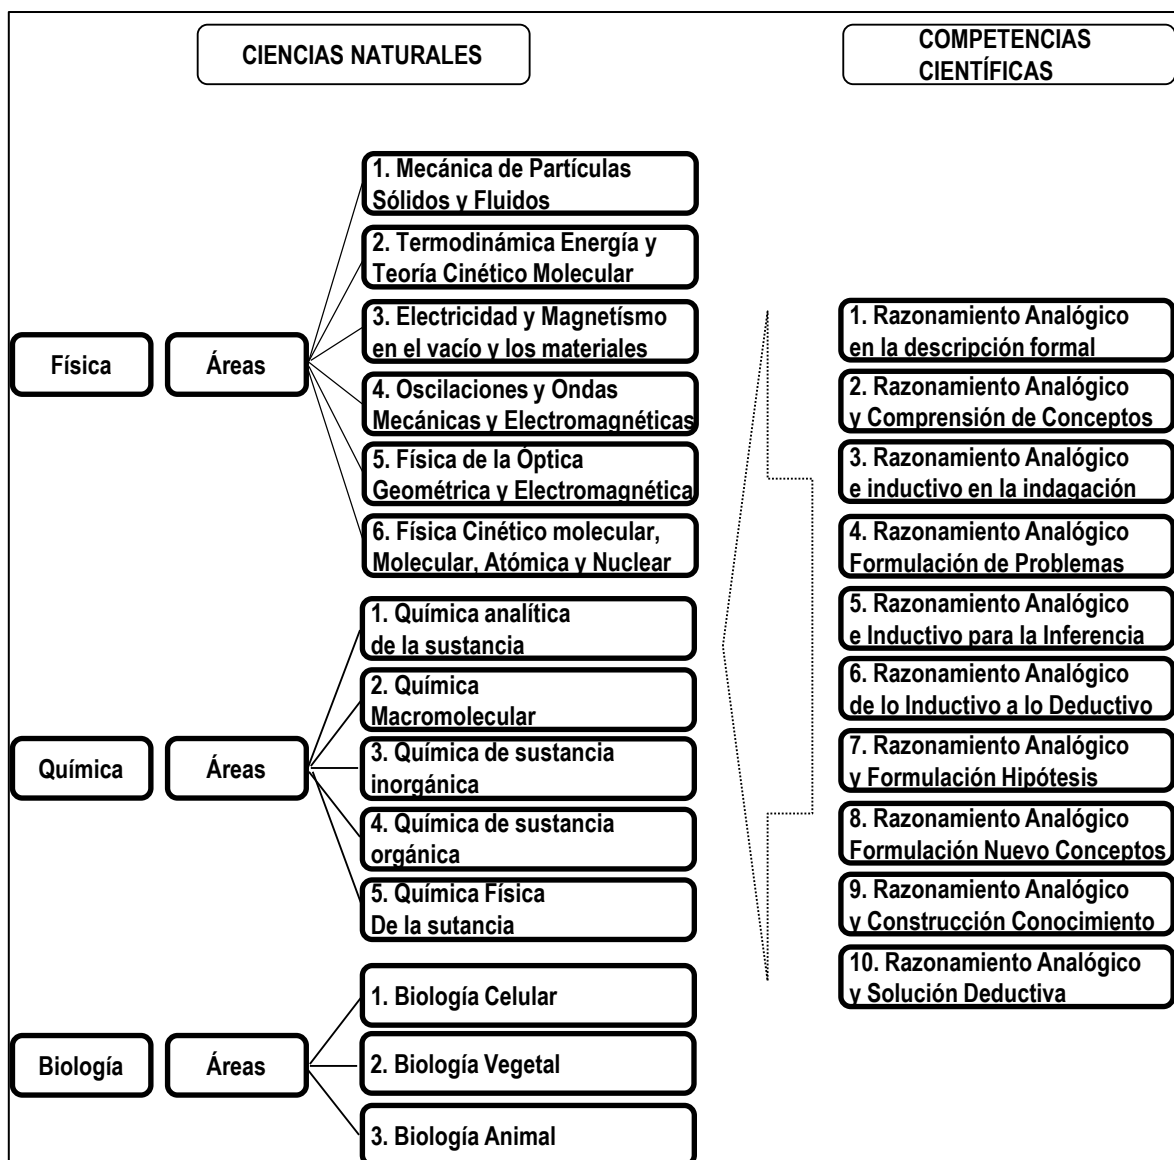 CIENCIAS NATURALES
COMPETENCIAS
CIENTÍFICAS
Física
Áreas
1. Mecánica de Partículas
Sólidos y Fluidos
2. Termodinámica Energía y
Teoría Cinético Molecular
3. Electricidad y Magnetísmo
en el vacío y los materiales
4. Oscilaciones y Ondas
Mecánicas y Electromagnéticas
5. Física de la Óptica
Geométrica y Electromagnética
6. Física Cinético molecular,
Molecular, Atómica y Nuclear
Química
Áreas
1. Química analítica
de la sustancia
2. Química
Macromolecular
3. Química de sustancia
inorgánica
4. Química de sustancia
orgánica
5. Química Física
De la sutancia
Biología
Áreas
1. Biología Celular
2. Biología Vegetal
3. Biología Animal
1. Razonamiento Analógico
en la descripción formal
2. Razonamiento Analógico
y Comprensión de Conceptos
3. Razonamiento Analógico
e inductivo en la indagación
4. Razonamiento Analógico
Formulación de Problemas
5. Razonamiento Analógico
e Inductivo para la Inferencia
6. Razonamiento Analógico
de lo Inductivo a lo Deductivo
7. Razonamiento Analógico
y Formulación Hipótesis
8. Razonamiento Analógico
Formulación Nuevo Conceptos
9. Razonamiento Analógico
y Construcción Conocimiento
10. Razonamiento Analógico
y Solución Deductiva